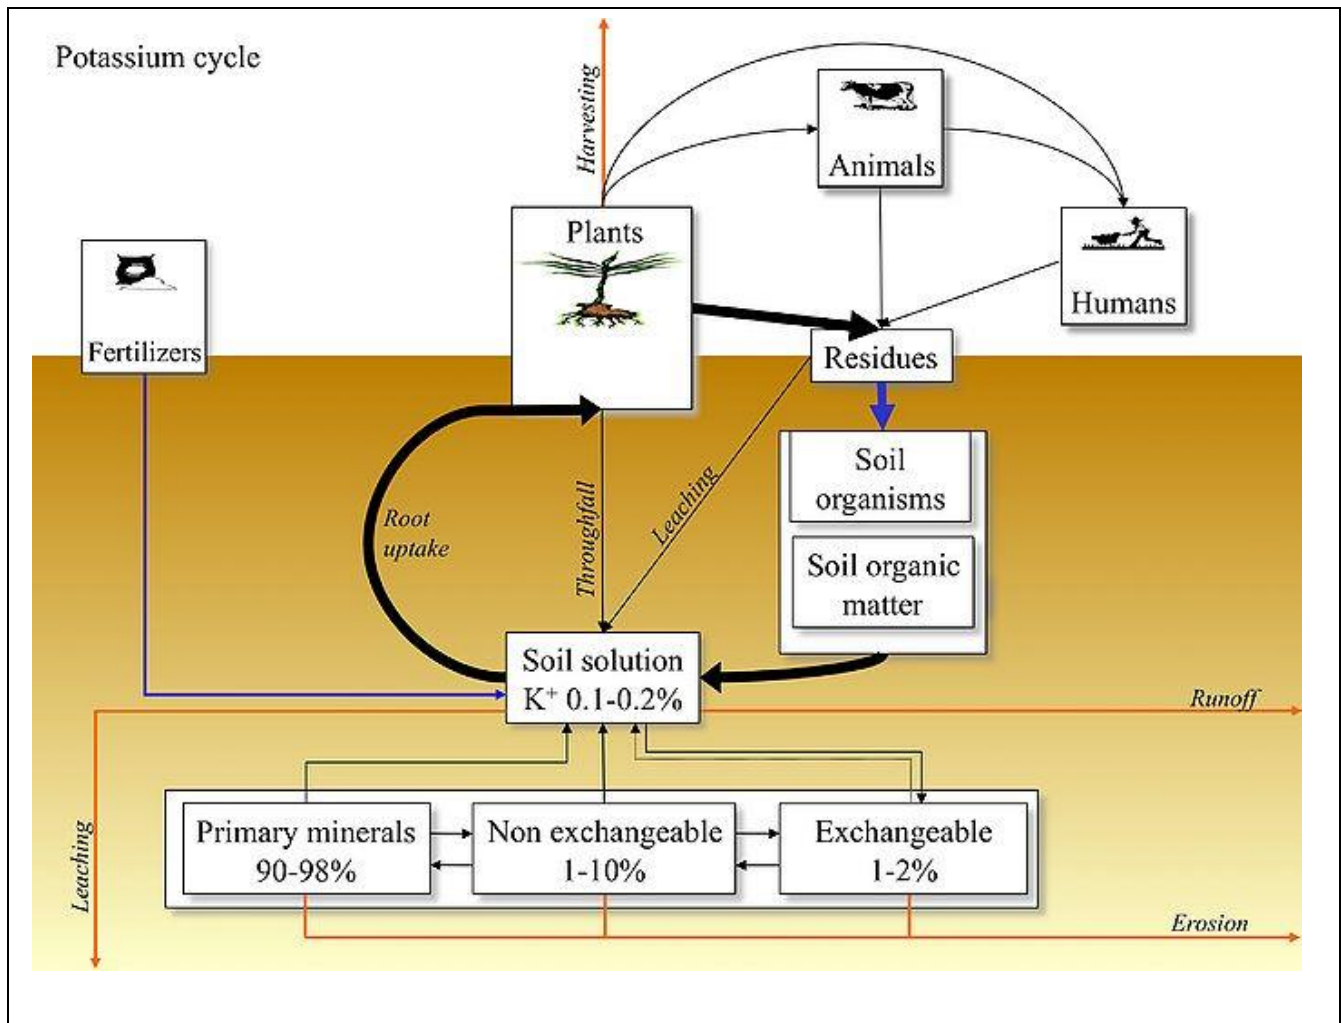 Potassium cycle
Harvesting
Animals
Plants
Humans
Fertilizers
Residues
Soil
organisms
Root
uptake
Throughfall
Leaching
Soil organic
matter
Soil solution
K⁺ 0.1-0.2%
Runoff
Leaching
Primary minerals
90-98%
Non exchangeable
1-10%
Exchangeable
1-2%
Erosion